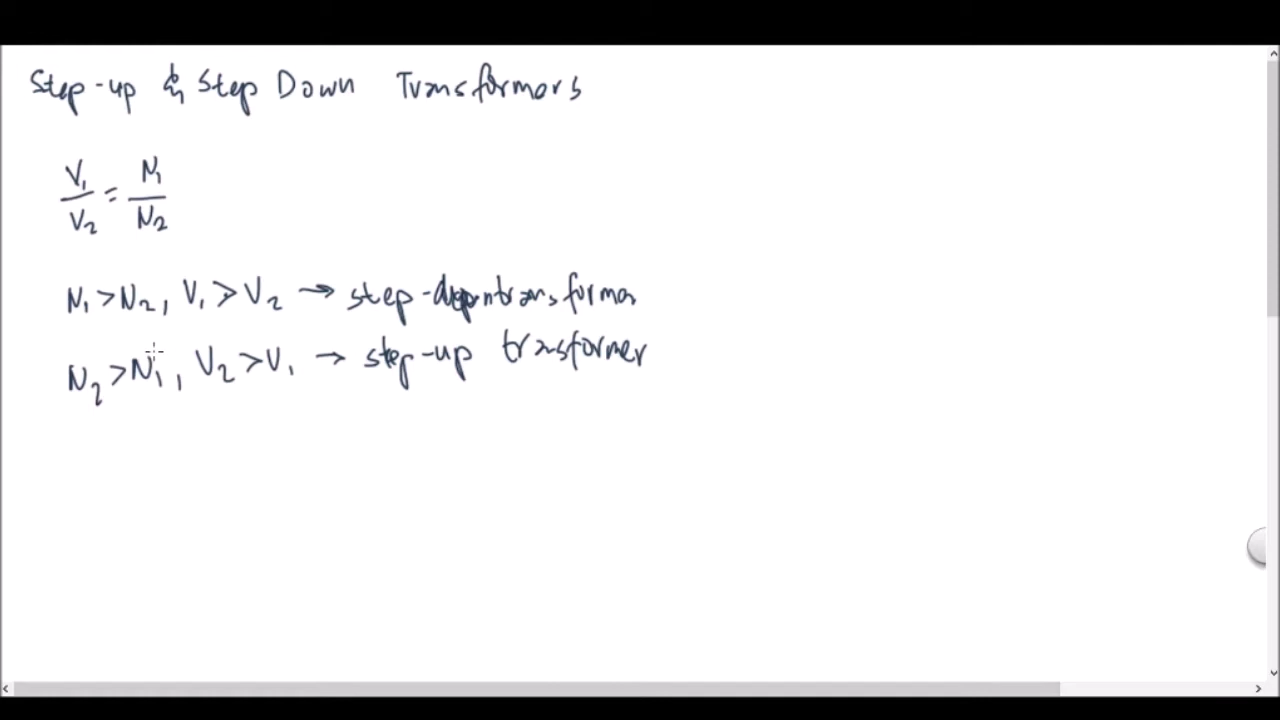 Step-up & Step Down Transformers
V₁/V₂ = N₁/N₂
N₁ > N₂, V₁ > V₂ → step-down transformer
N₂ > N₁, V₂ > V₁ → step-up transformer